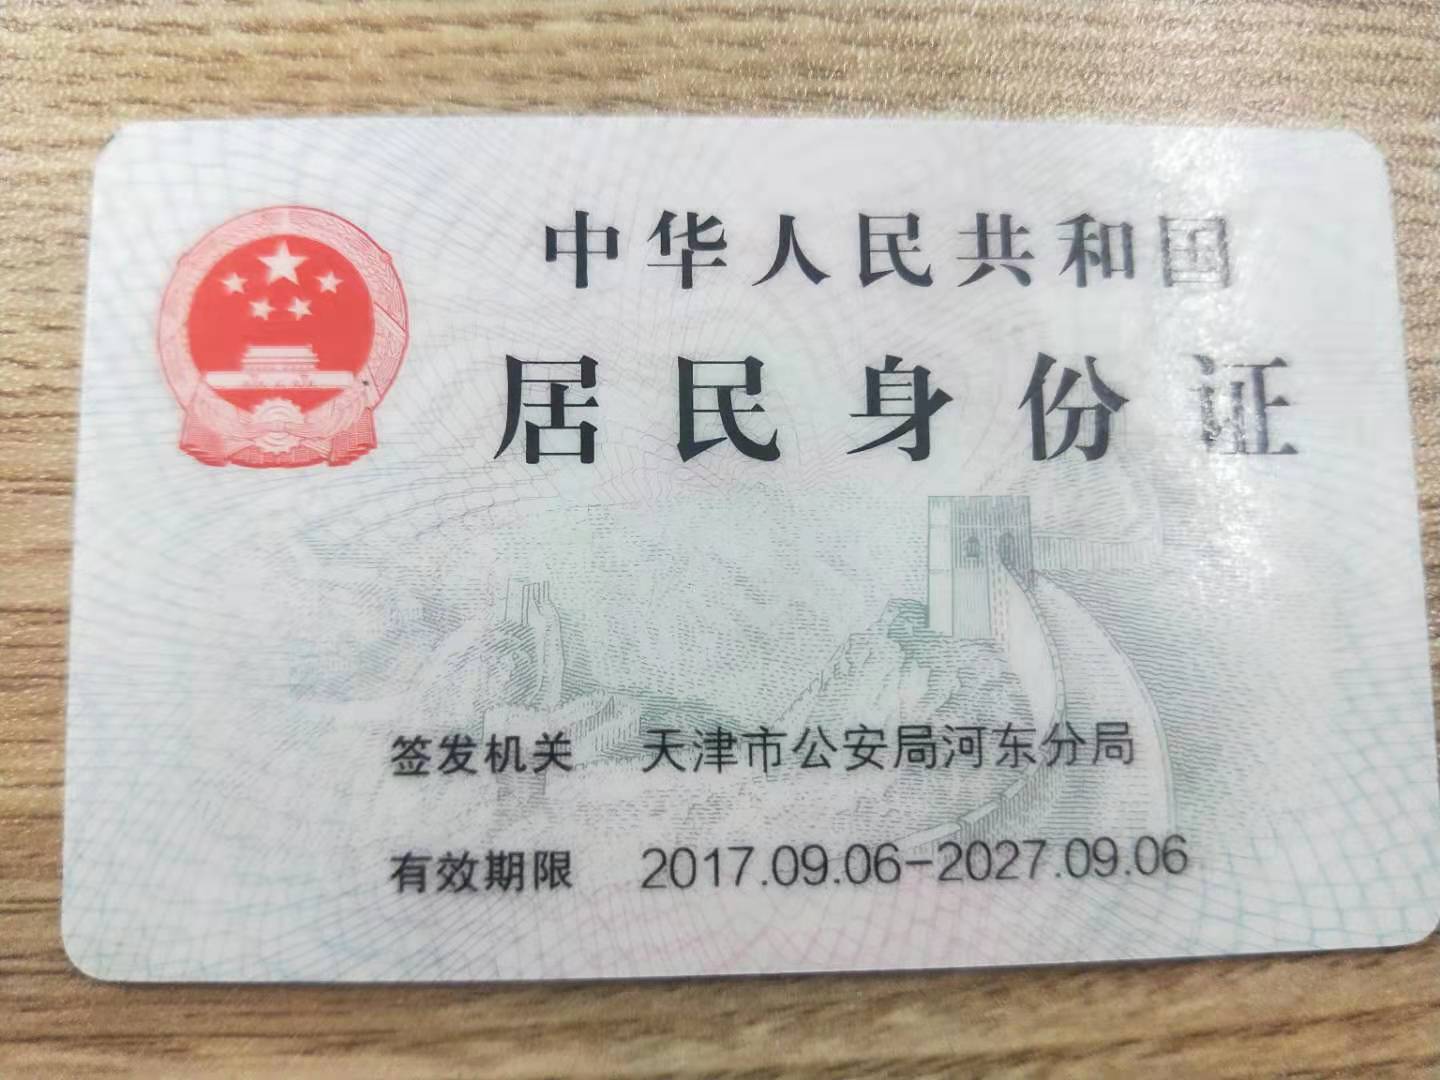 中华人民共和国
居民身份证
签发机关 天津市公安局河东分局
有效期限 2017.09.06-2027.09.06